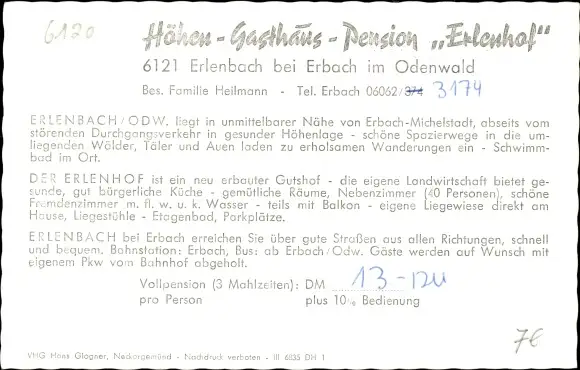 6120
Höhen - Gasthaus - Pension „Erlenhof"
6121 Erlenbach bei Erbach im Odenwald
Bes. Familie Heilmann - Tel. Erbach 06062/374 3174
ERLENBACH/ODW. liegt in unmittelbarer Nähe von Erbach-Michelstadt, abseits vom
störenden Durchgangsverkehr in gesunder Höhenlage - schöne Spazierwege in die um-
liegenden Wälder, Täler und Auen laden zu erholsamen Wanderungen ein - Schwimm-
bad im Ort.
DER ERLENHOF ist ein neu erbauter Gutshof - die eigene Landwirtschaft bietet ge-
sunde, gut bürgerliche Küche - gemütliche Räume, Nebenzimmer (40 Personen), schöne
Fremdenzimmer m. fl. w. u. k. Wasser - teils mit Balkon - eigene Liegewiese direkt am
Hause, Liegestühle - Etagenbad, Parkplätze.
ERLENBACH bei Erbach erreichen Sie über gute Straßen aus allen Richtungen, schnell
und bequem. Bahnstation: Erbach, Bus: ab Erbach/Odw. Gäste werden auf Wunsch mit
eigenem Pkw vom Bahnhof abgeholt.
Vollpension (3 Mahlzeiten): DM 13,- DM
pro Person plus 10% Bedienung
7€
VHG Hans Glogner, Neckargemünd - Nachdruck verboten - III 6835 DH 1